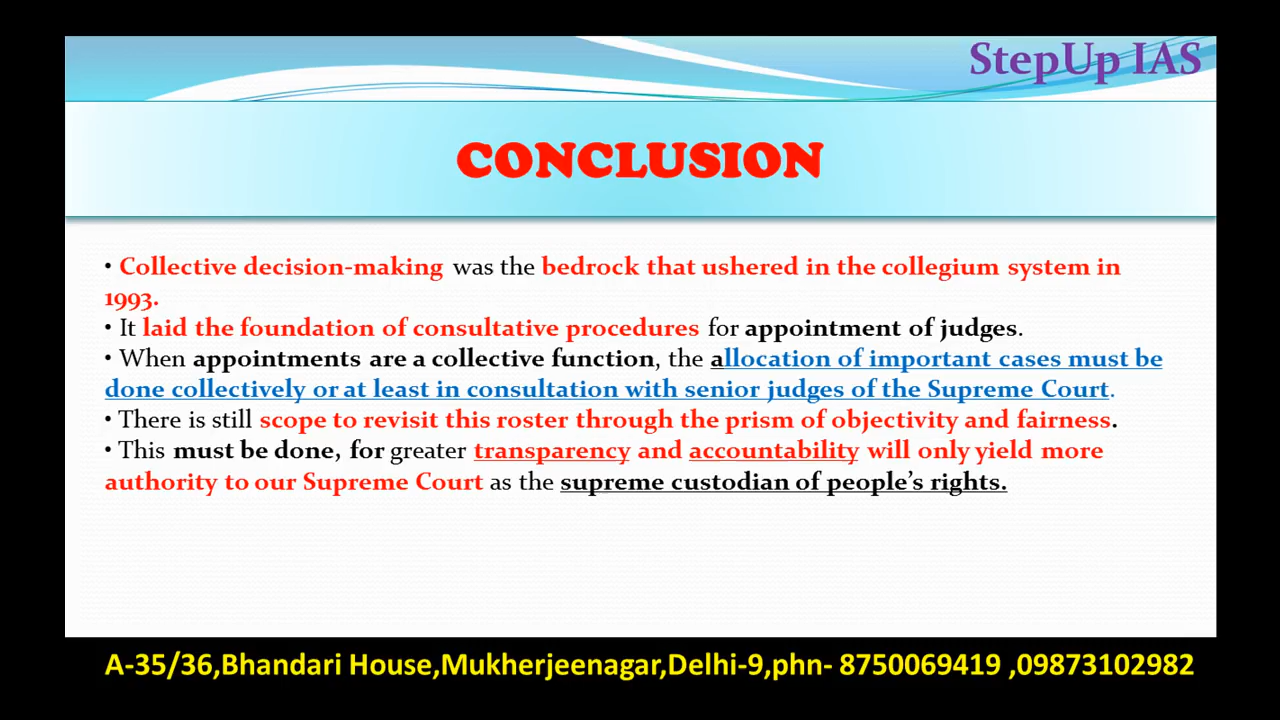 StepUp IAS
CONCLUSION
• Collective decision-making was the bedrock that ushered in the collegium system in
1993.
• It laid the foundation of consultative procedures for appointment of judges.
• When appointments are a collective function, the allocation of important cases must be
done collectively or at least in consultation with senior judges of the Supreme Court.
• There is still scope to revisit this roster through the prism of objectivity and fairness.
• This must be done, for greater transparency and accountability will only yield more
authority to our Supreme Court as the supreme custodian of people’s rights.
A-35/36,Bhandari House,Mukherjeenagar,Delhi-9,phn- 8750069419 ,09873102982